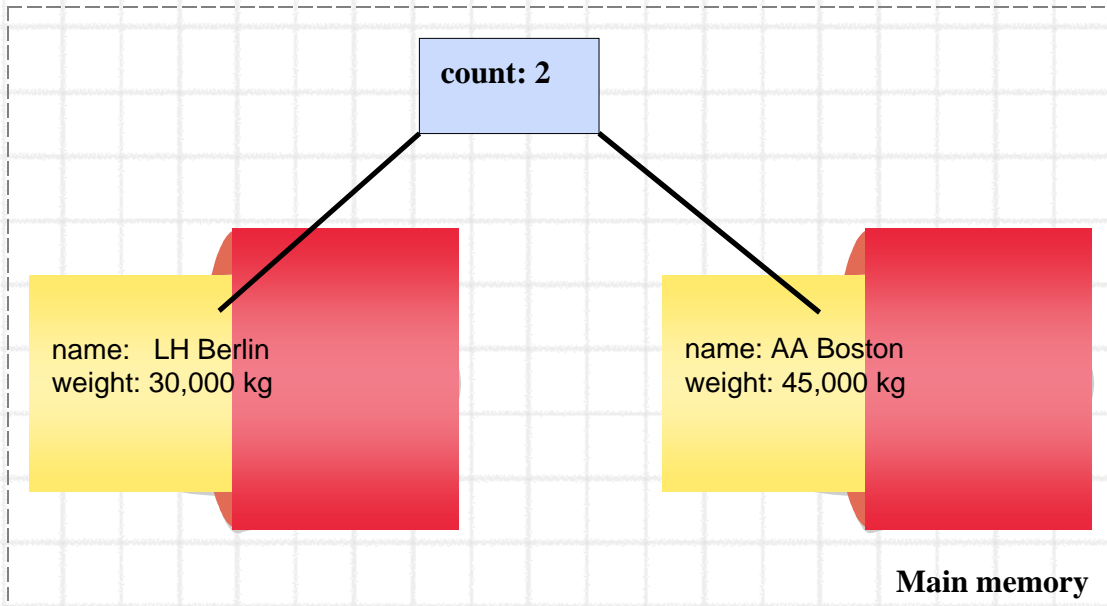 count: 2
name: LH Berlin
weight: 30,000 kg
name: AA Boston
weight: 45,000 kg
Main memory